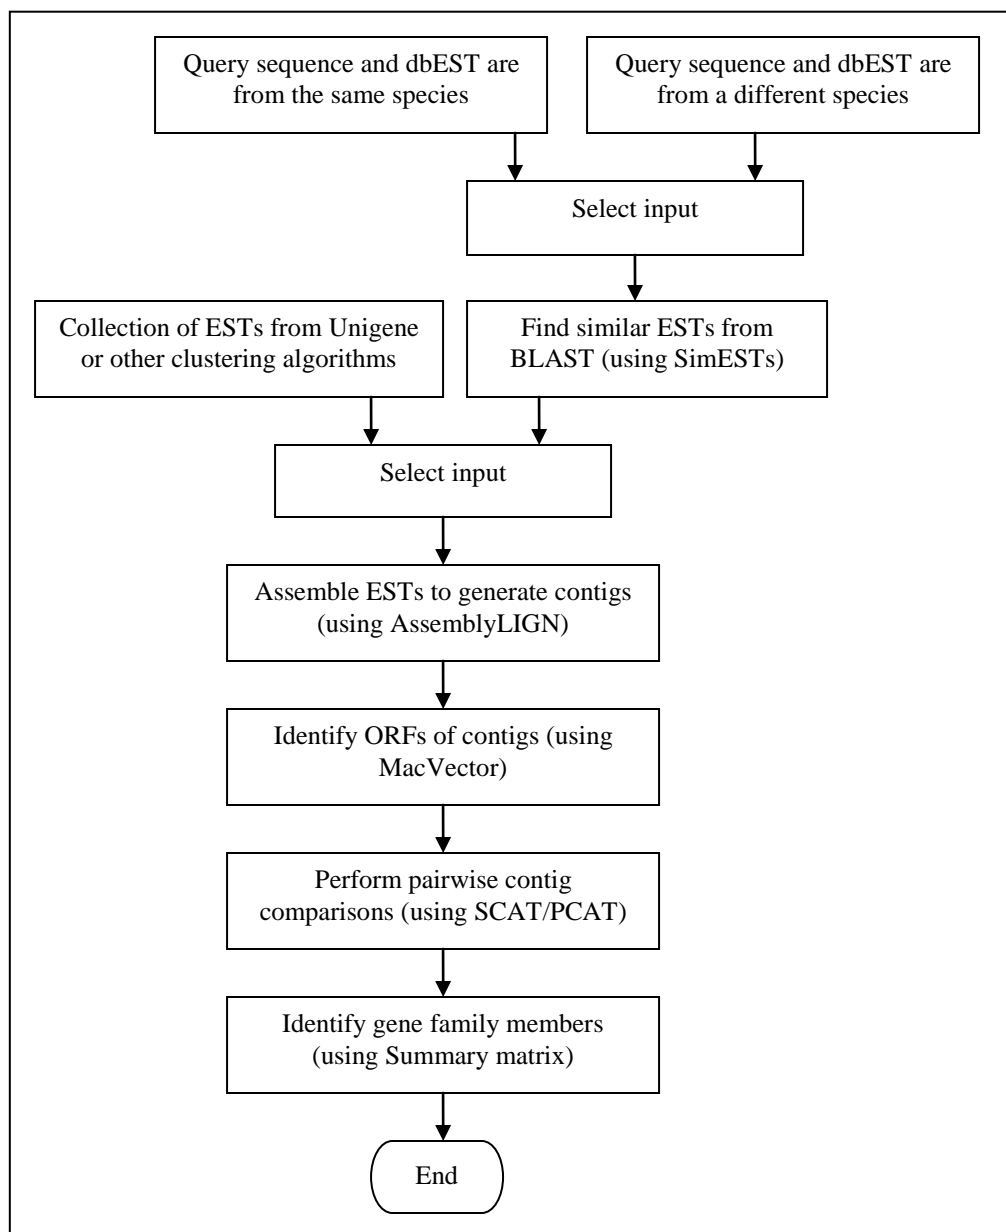 Query sequence and dbEST are
from the same species
Query sequence and dbEST are
from a different species
Select input
Collection of ESTs from Unigene
or other clustering algorithms
Find similar ESTs from
BLAST (using SimESTs)
Select input
Assemble ESTs to generate contigs
(using AssemblyLIGN)
Identify ORFs of contigs (using
MacVector)
Perform pairwise contig
comparisons (using SCAT/PCAT)
Identify gene family members
(using Summary matrix)
End